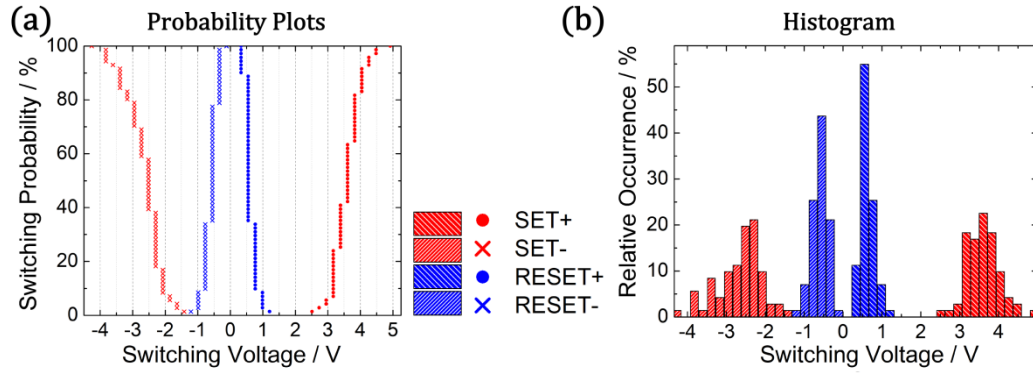 (a) Probability Plots
Switching Probability / %
100
80
60
40
20
0
-4 -3 -2 -1 0 1 2 3 4 5
Switching Voltage / V
SET+
SET-
RESET+
RESET-
(b) Histogram
Relative Occurrence / %
50
40
30
20
10
0
-4 -3 -2 -1 0 1 2 3 4
Switching Voltage / V